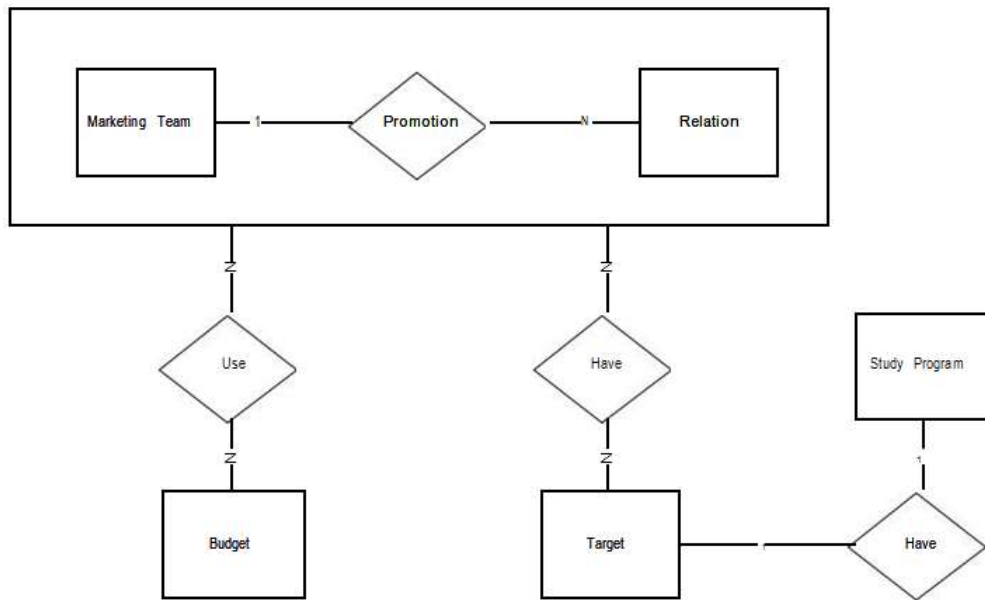 Marketing Team
1
Promotion
N
Relation
N
N
Use
Have
Study Program
N
N
1
Budget
Target
Have